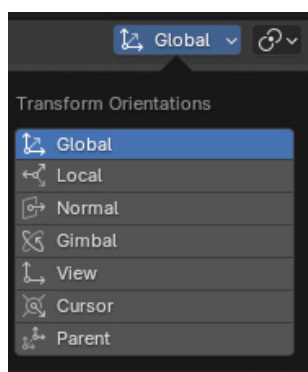 Global
Transform Orientations
Global
Local
Normal
Gimbal
View
Cursor
Parent